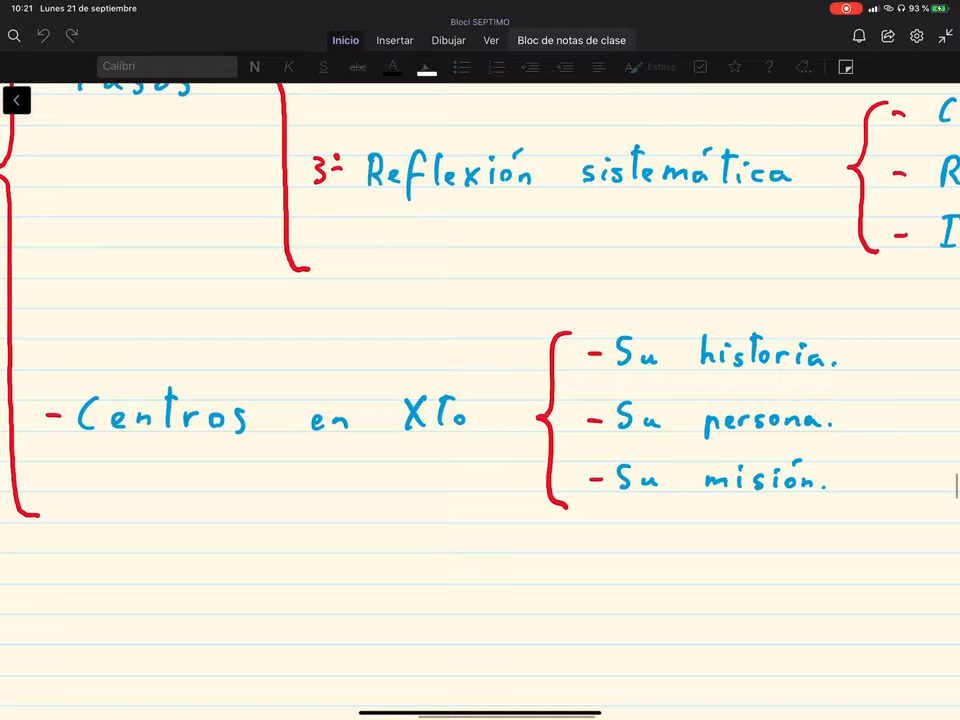 10:21 Lunes 21 de septiembre
93 %
Bloci SEPTIMO
Inicio Insertar Dibujar Ver Bloc de notas de clase
Calibri N K S abc A Estilos
Pasos
3º Reflexión sistemática
- C
- R
- I
- Centros en XTo
- Su historia.
- Su persona.
- Su misión.